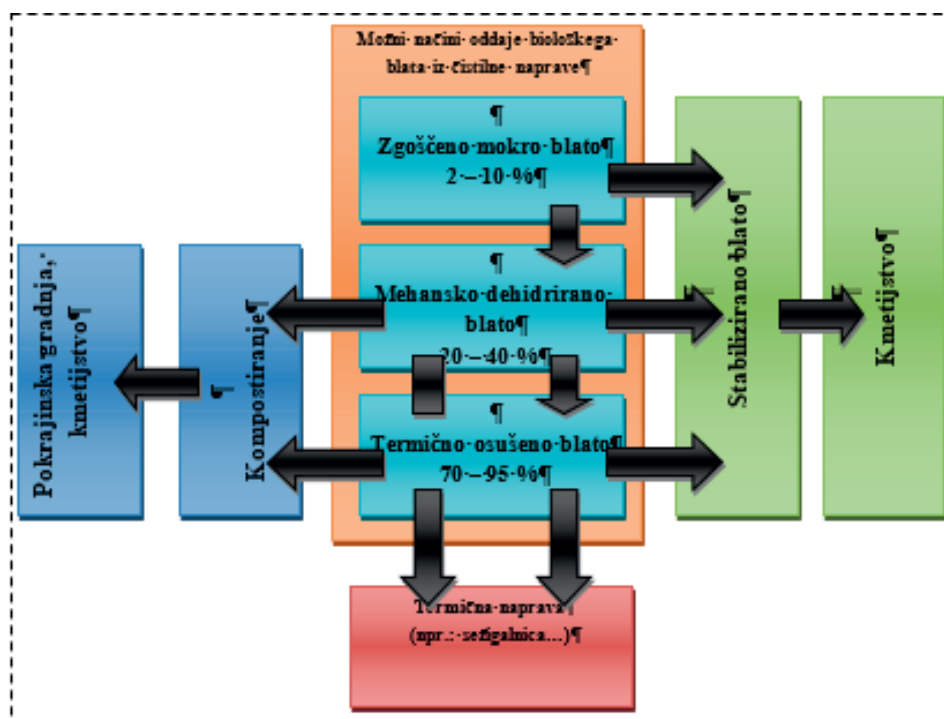 Možni načini oddaje biološkega
blata iz čistilne naprave¶
¶
Zgoščeno mokro blato¶
2 – 10 %¶
¶
Mehansko dehidrirano
blato¶
20 – 40 %¶
¶
Termično osušeno blato¶
70 – 95 %¶
Pokrajinska gradnja,
kmetijstvo¶
¶
Kompostiranje¶
¶
Stabilizirano blato¶
Kmetijstvo¶
Termična naprava¶
(npr.: sežigalnica...)¶